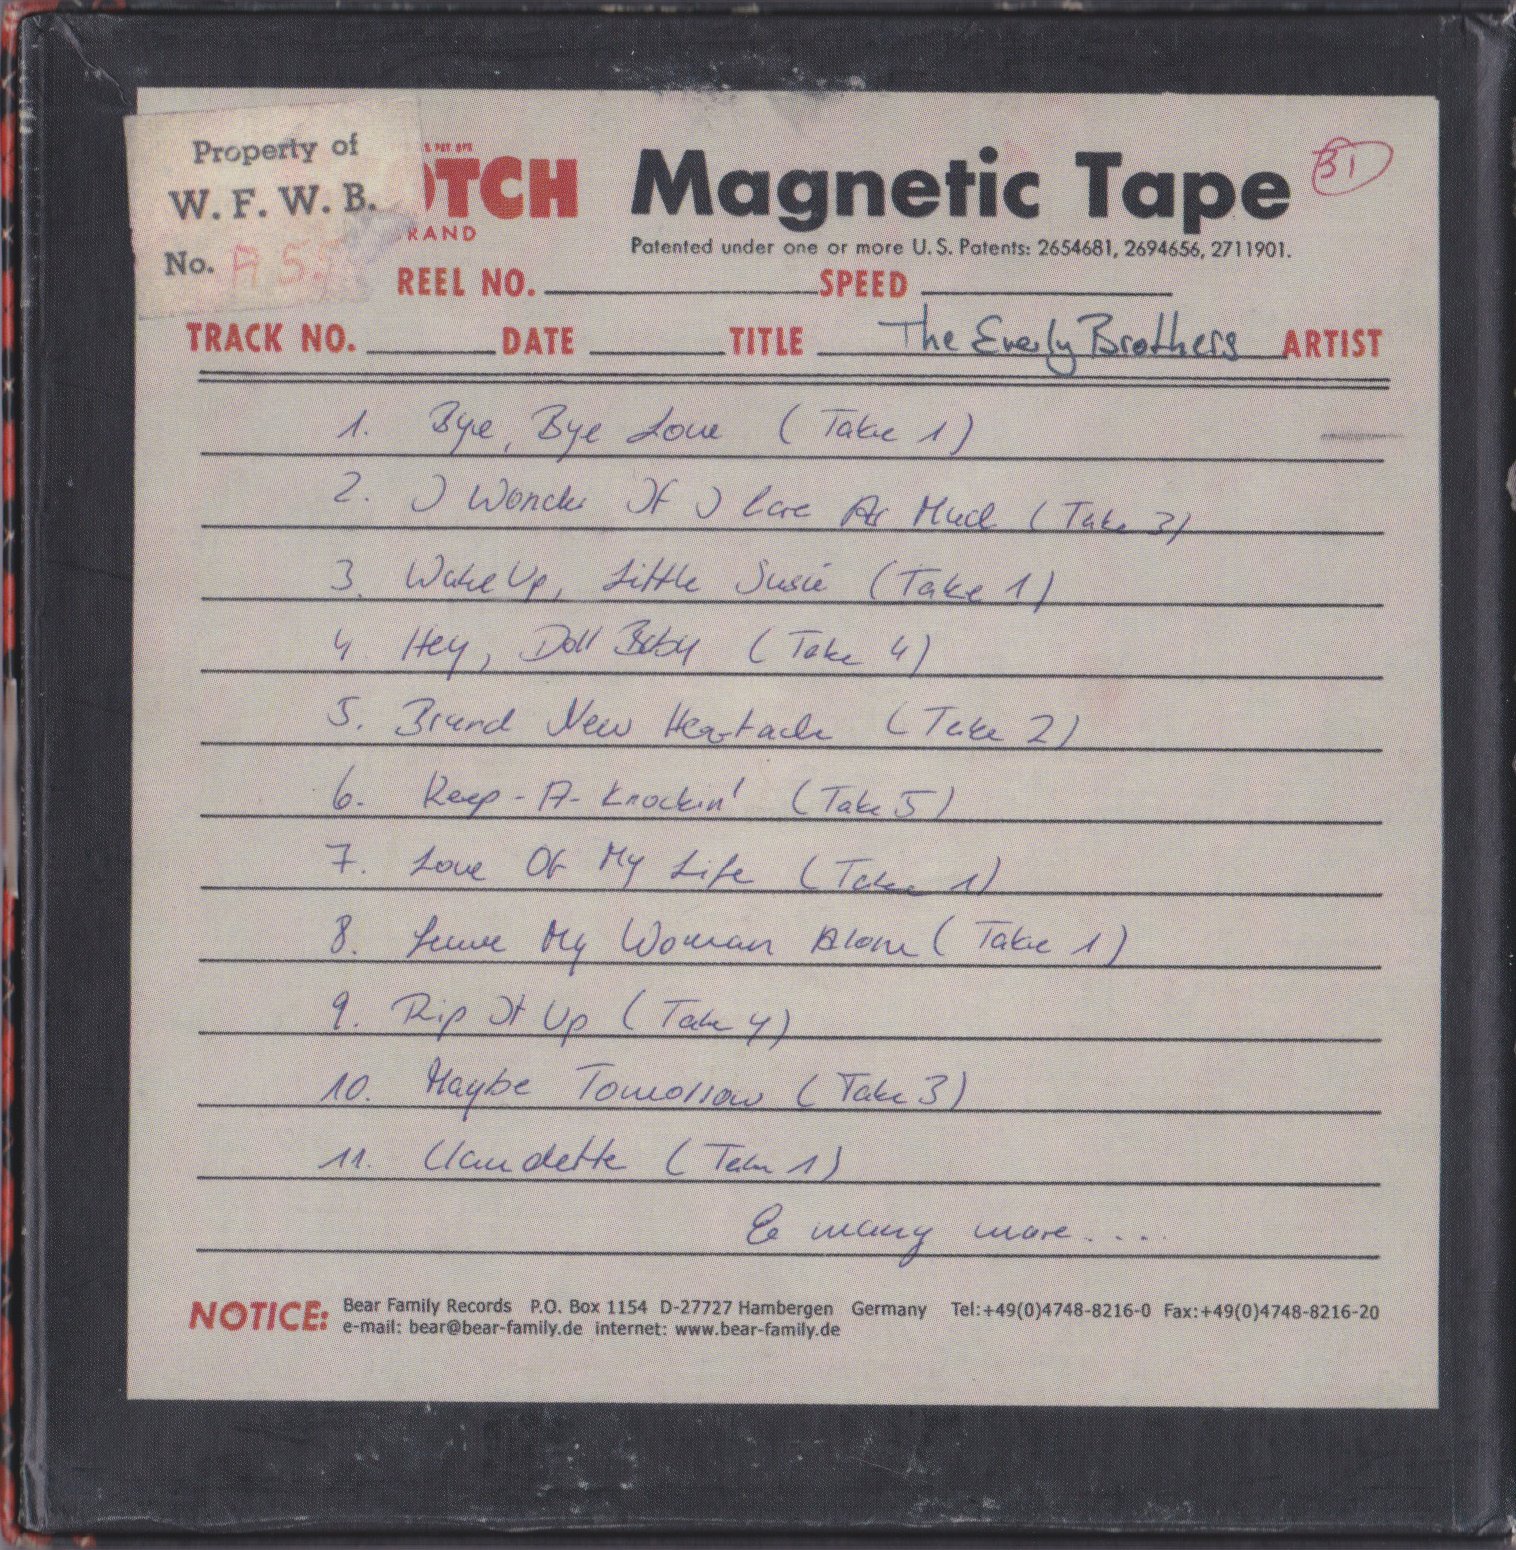 Property of
W. F. W. B.
No. A 55
OTCH
RAND
Magnetic Tape
B1
Patented under one or more U.S. Patents: 2654681, 2694656, 2711901.
REEL NO. SPEED
TRACK NO. DATE TITLE The Everly Brothers ARTIST
1. Bye, Bye Love (Take 1)
2. I Wonder If I Care As Much (Take 3)
3. Wake Up, Little Susie (Take 1)
4 Hey, Doll Baby (Take 4)
5. Brand New Heartache (Take 2)
6. Keep-A-Knockin' (Take 5)
7. Love Of My Life (Take 1)
8. Leave My Woman Alone (Take 1)
9. Rip It Up (Take 4)
10. Maybe Tomorrow (Take 3)
11. Claudette (Take 1)
& many more....
NOTICE: Bear Family Records P.O. Box 1154 D-27727 Hambergen Germany Tel:+49(0)4748-8216-0 Fax:+49(0)4748-8216-20
e-mail: bear@bear-family.de internet: www.bear-family.de